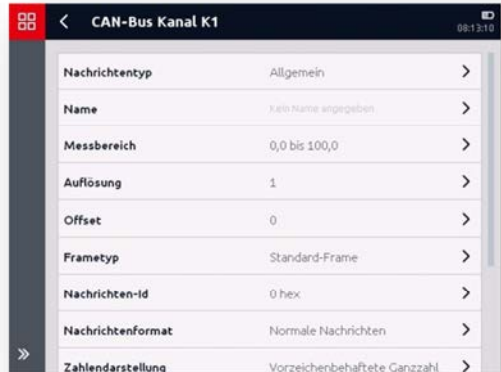 CAN-Bus Kanal K1
08:13:10
Nachrichtentyp Allgemein
Name Kein Name angegeben
Messbereich 0,0 bis 100,0
Auflösung 1
Offset 0
Frametyp Standard-Frame
Nachrichten-Id 0 hex
Nachrichtenformat Normale Nachrichten
Zahlendarstellung Vorzeichenbehaftete Ganzzahl